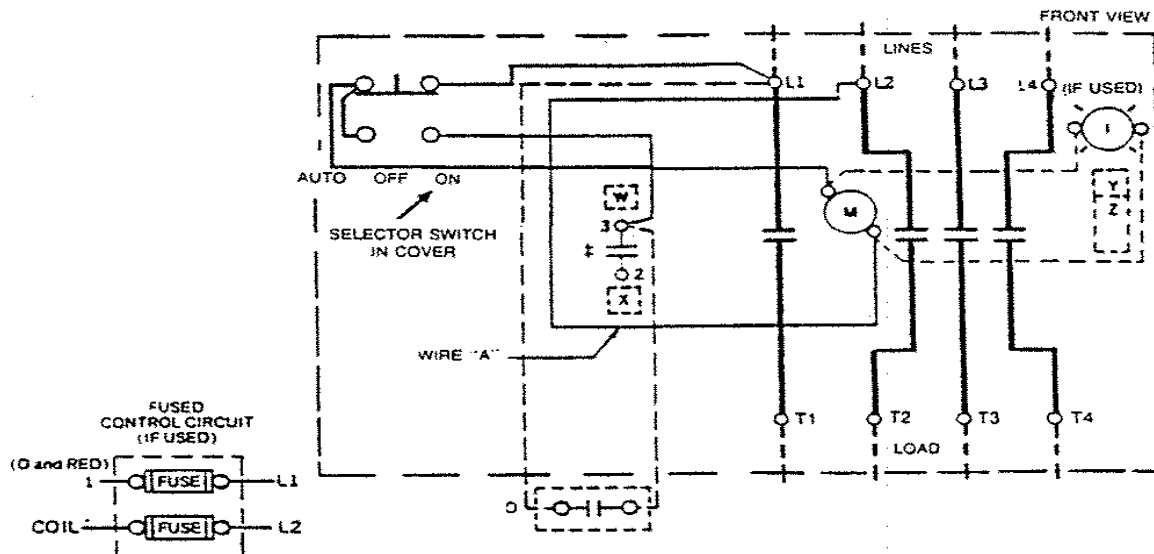 FRONT VIEW
LINES
L1
L2
L3
L4
(IF USED)
AUTO OFF ON
SELECTOR SWITCH
IN COVER
W
3
2
X
M
Y
Z
WIRE "A"
T1
T2
T3
T4
LOAD
FUSED
CONTROL CIRCUIT
(IF USED)
(O and RED)
1 FUSE L1
COIL FUSE L2